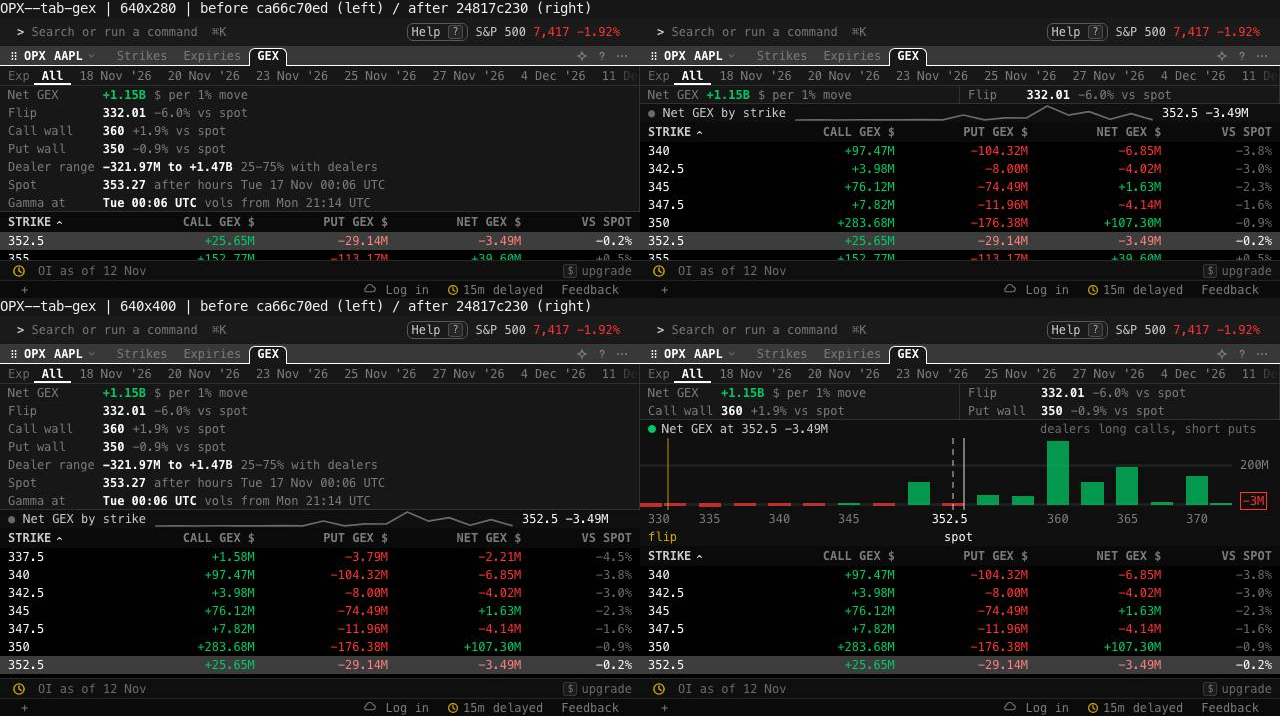 OPX--tab-gex | 640x280 | before ca66c70ed (left) / after 24817c230 (right)
> Search or run a command ⌘K Help ? S&P 500 7,417 −1.92%
OPX AAPL Strikes Expiries GEX ? ···
Exp All 18 Nov '26 20 Nov '26 23 Nov '26 25 Nov '26 4 Dec '26 11 De
Net GEX +1.15B $ per 1% move
Flip 332.01 −6.0% vs spot
Call wall 360 +1.9% vs spot
Put wall 350 −0.9% vs spot
Dealer range −321.97M to +1.47B 25–75% with dealers
Spot 353.27 after hours Tue 17 Nov 00:06 UTC
Gamma at Tue 00:06 UTC vols from Mon 21:14 UTC
STRIKE CALL GEX $ PUT GEX $ NET GEX $ VS SPOT
352.5 +25.65M −29.14M −3.49M −0.2%
355 +152.77M −113.17M +39.60M +0.5%
OI as of 12 Nov $ upgrade
+ Log in 15m delayed Feedback
> Search or run a command ⌘K Help ? S&P 500 7,417 −1.92%
OPX AAPL Strikes Expiries GEX ? ···
Exp All 18 Nov '26 20 Nov '26 23 Nov '26 25 Nov '26 4 Dec '26 11 De
Net GEX +1.15B $ per 1% move Flip 332.01 −6.0% vs spot
Net GEX by strike 352.5 −3.49M
STRIKE CALL GEX $ PUT GEX $ NET GEX $ VS SPOT
340 +97.47M −104.32M −6.85M −3.8%
342.5 +3.98M −8.00M −4.02M −3.0%
345 +76.12M −74.49M +1.63M −2.3%
347.5 +7.82M −11.96M −4.14M −1.6%
350 +283.68M −176.38M +107.30M −0.9%
352.5 +25.65M −29.14M −3.49M −0.2%
355 +152.77M −113.17M +39.60M +0.5%
OI as of 12 Nov $ upgrade
+ Log in 15m delayed Feedback
OPX--tab-gex | 640x400 | before ca66c70ed (left) / after 24817c230 (right)
> Search or run a command ⌘K Help ? S&P 500 7,417 −1.92%
OPX AAPL Strikes Expiries GEX ? ···
Exp All 18 Nov '26 20 Nov '26 23 Nov '26 25 Nov '26 4 Dec '26 11 De
Net GEX +1.15B $ per 1% move
Flip 332.01 −6.0% vs spot
Call wall 360 +1.9% vs spot
Put wall 350 −0.9% vs spot
Dealer range −321.97M to +1.47B 25–75% with dealers
Spot 353.27 after hours Tue 17 Nov 00:06 UTC
Gamma at Tue 00:06 UTC vols from Mon 21:14 UTC
Net GEX by strike 352.5 −3.49M
STRIKE CALL GEX $ PUT GEX $ NET GEX $ VS SPOT
337.5 +1.58M −3.79M −2.21M −4.5%
340 +97.47M −104.32M −6.85M −3.8%
342.5 +3.98M −8.00M −4.02M −3.0%
345 +76.12M −74.49M +1.63M −2.3%
347.5 +7.82M −11.96M −4.14M −1.6%
350 +283.68M −176.38M +107.30M −0.9%
352.5 +25.65M −29.14M −3.49M −0.2%
OI as of 12 Nov $ upgrade
+ Log in 15m delayed Feedback
> Search or run a command ⌘K Help ? S&P 500 7,417 −1.92%
OPX AAPL Strikes Expiries GEX ? ···
Exp All 18 Nov '26 20 Nov '26 23 Nov '26 25 Nov '26 4 Dec '26 11 De
Net GEX +1.15B $ per 1% move Flip 332.01 −6.0% vs spot
Call wall 360 +1.9% vs spot Put wall 350 −0.9% vs spot
Net GEX at 352.5 −3.49M dealers long calls, short puts
200M
−3M
330 335 340 345 352.5 360 365 370
flip spot
STRIKE CALL GEX $ PUT GEX $ NET GEX $ VS SPOT
340 +97.47M −104.32M −6.85M −3.8%
342.5 +3.98M −8.00M −4.02M −3.0%
345 +76.12M −74.49M +1.63M −2.3%
347.5 +7.82M −11.96M −4.14M −1.6%
350 +283.68M −176.38M +107.30M −0.9%
352.5 +25.65M −29.14M −3.49M −0.2%
OI as of 12 Nov $ upgrade
+ Log in 15m delayed Feedback